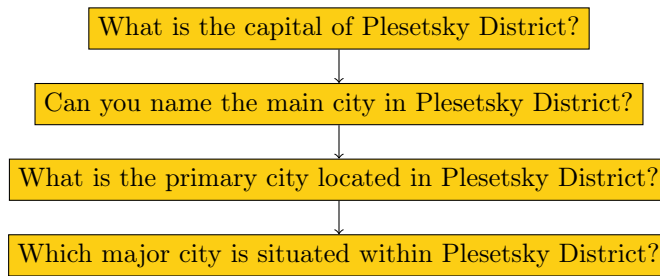 What is the capital of Plesetsky District?
Can you name the main city in Plesetsky District?
What is the primary city located in Plesetsky District?
Which major city is situated within Plesetsky District?